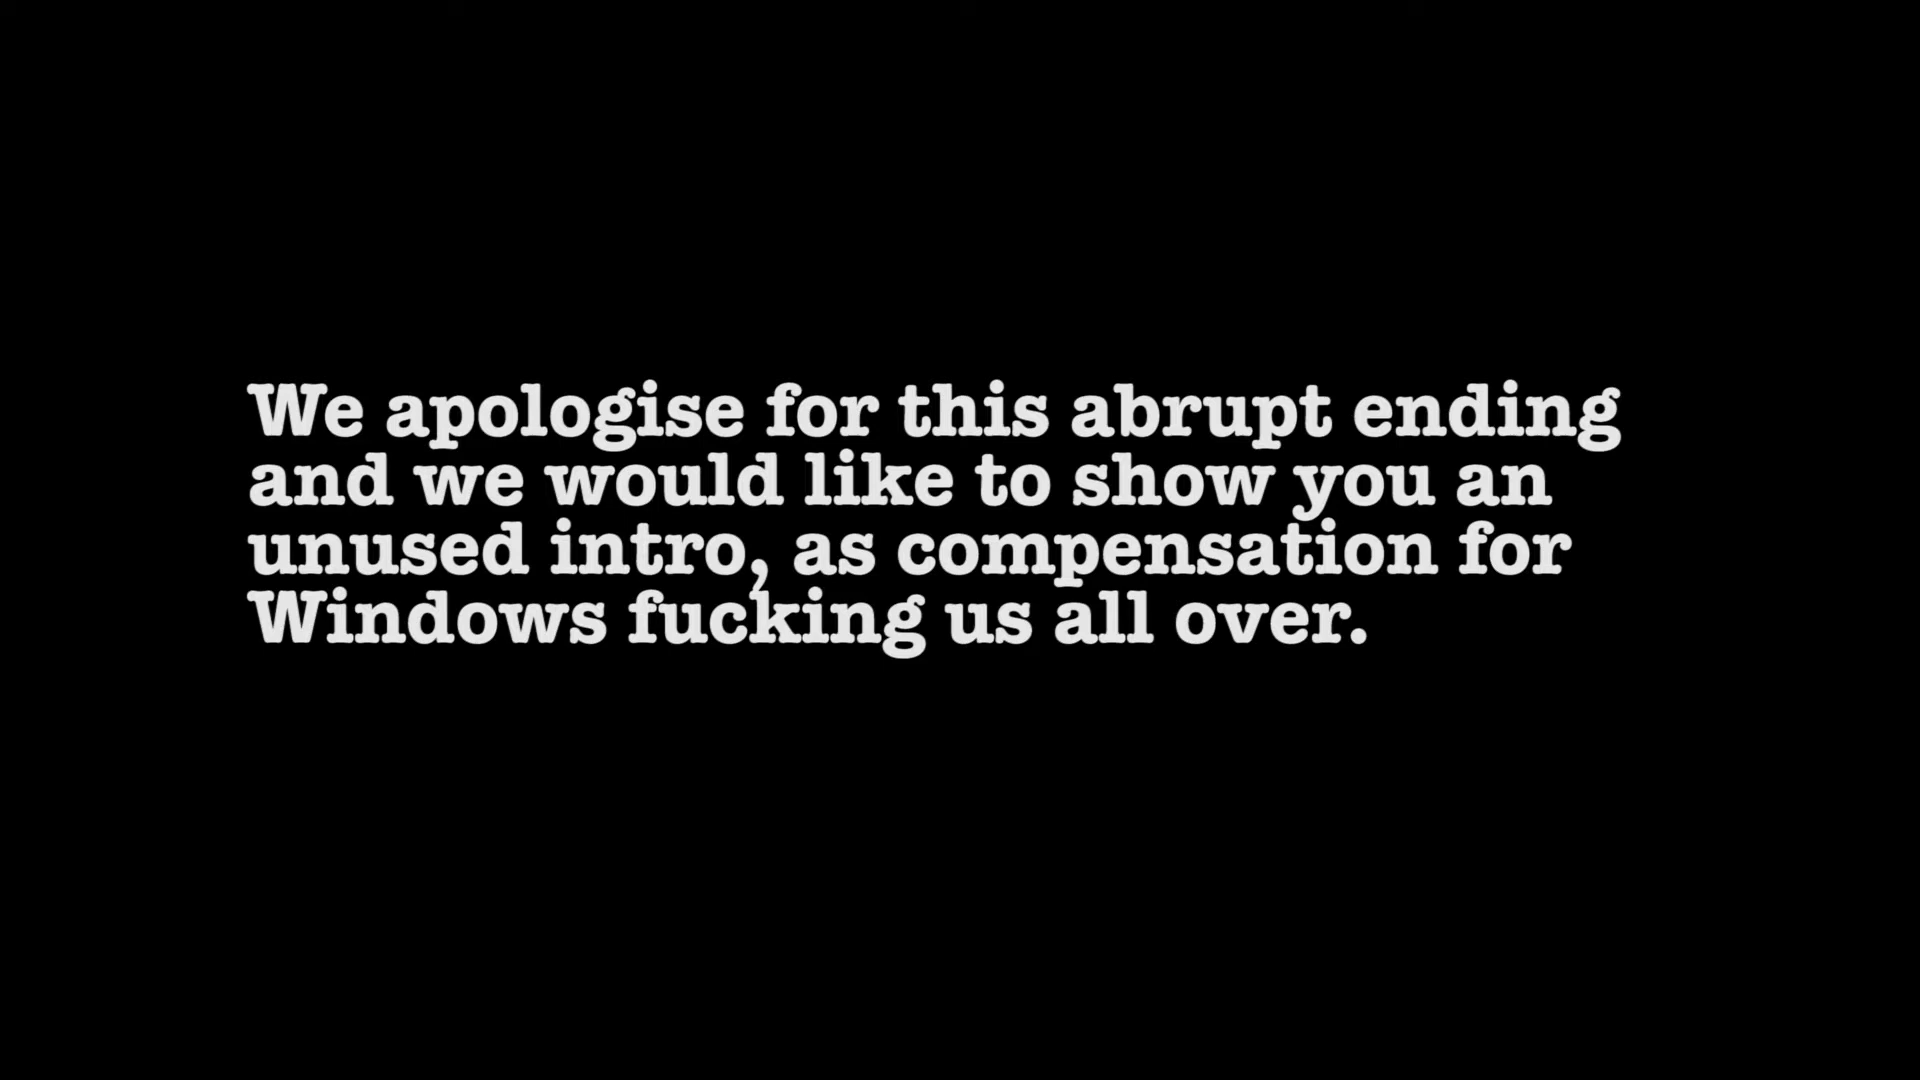 We apologise for this abrupt ending
and we would like to show you an
unused intro, as compensation for
Windows fucking us all over.